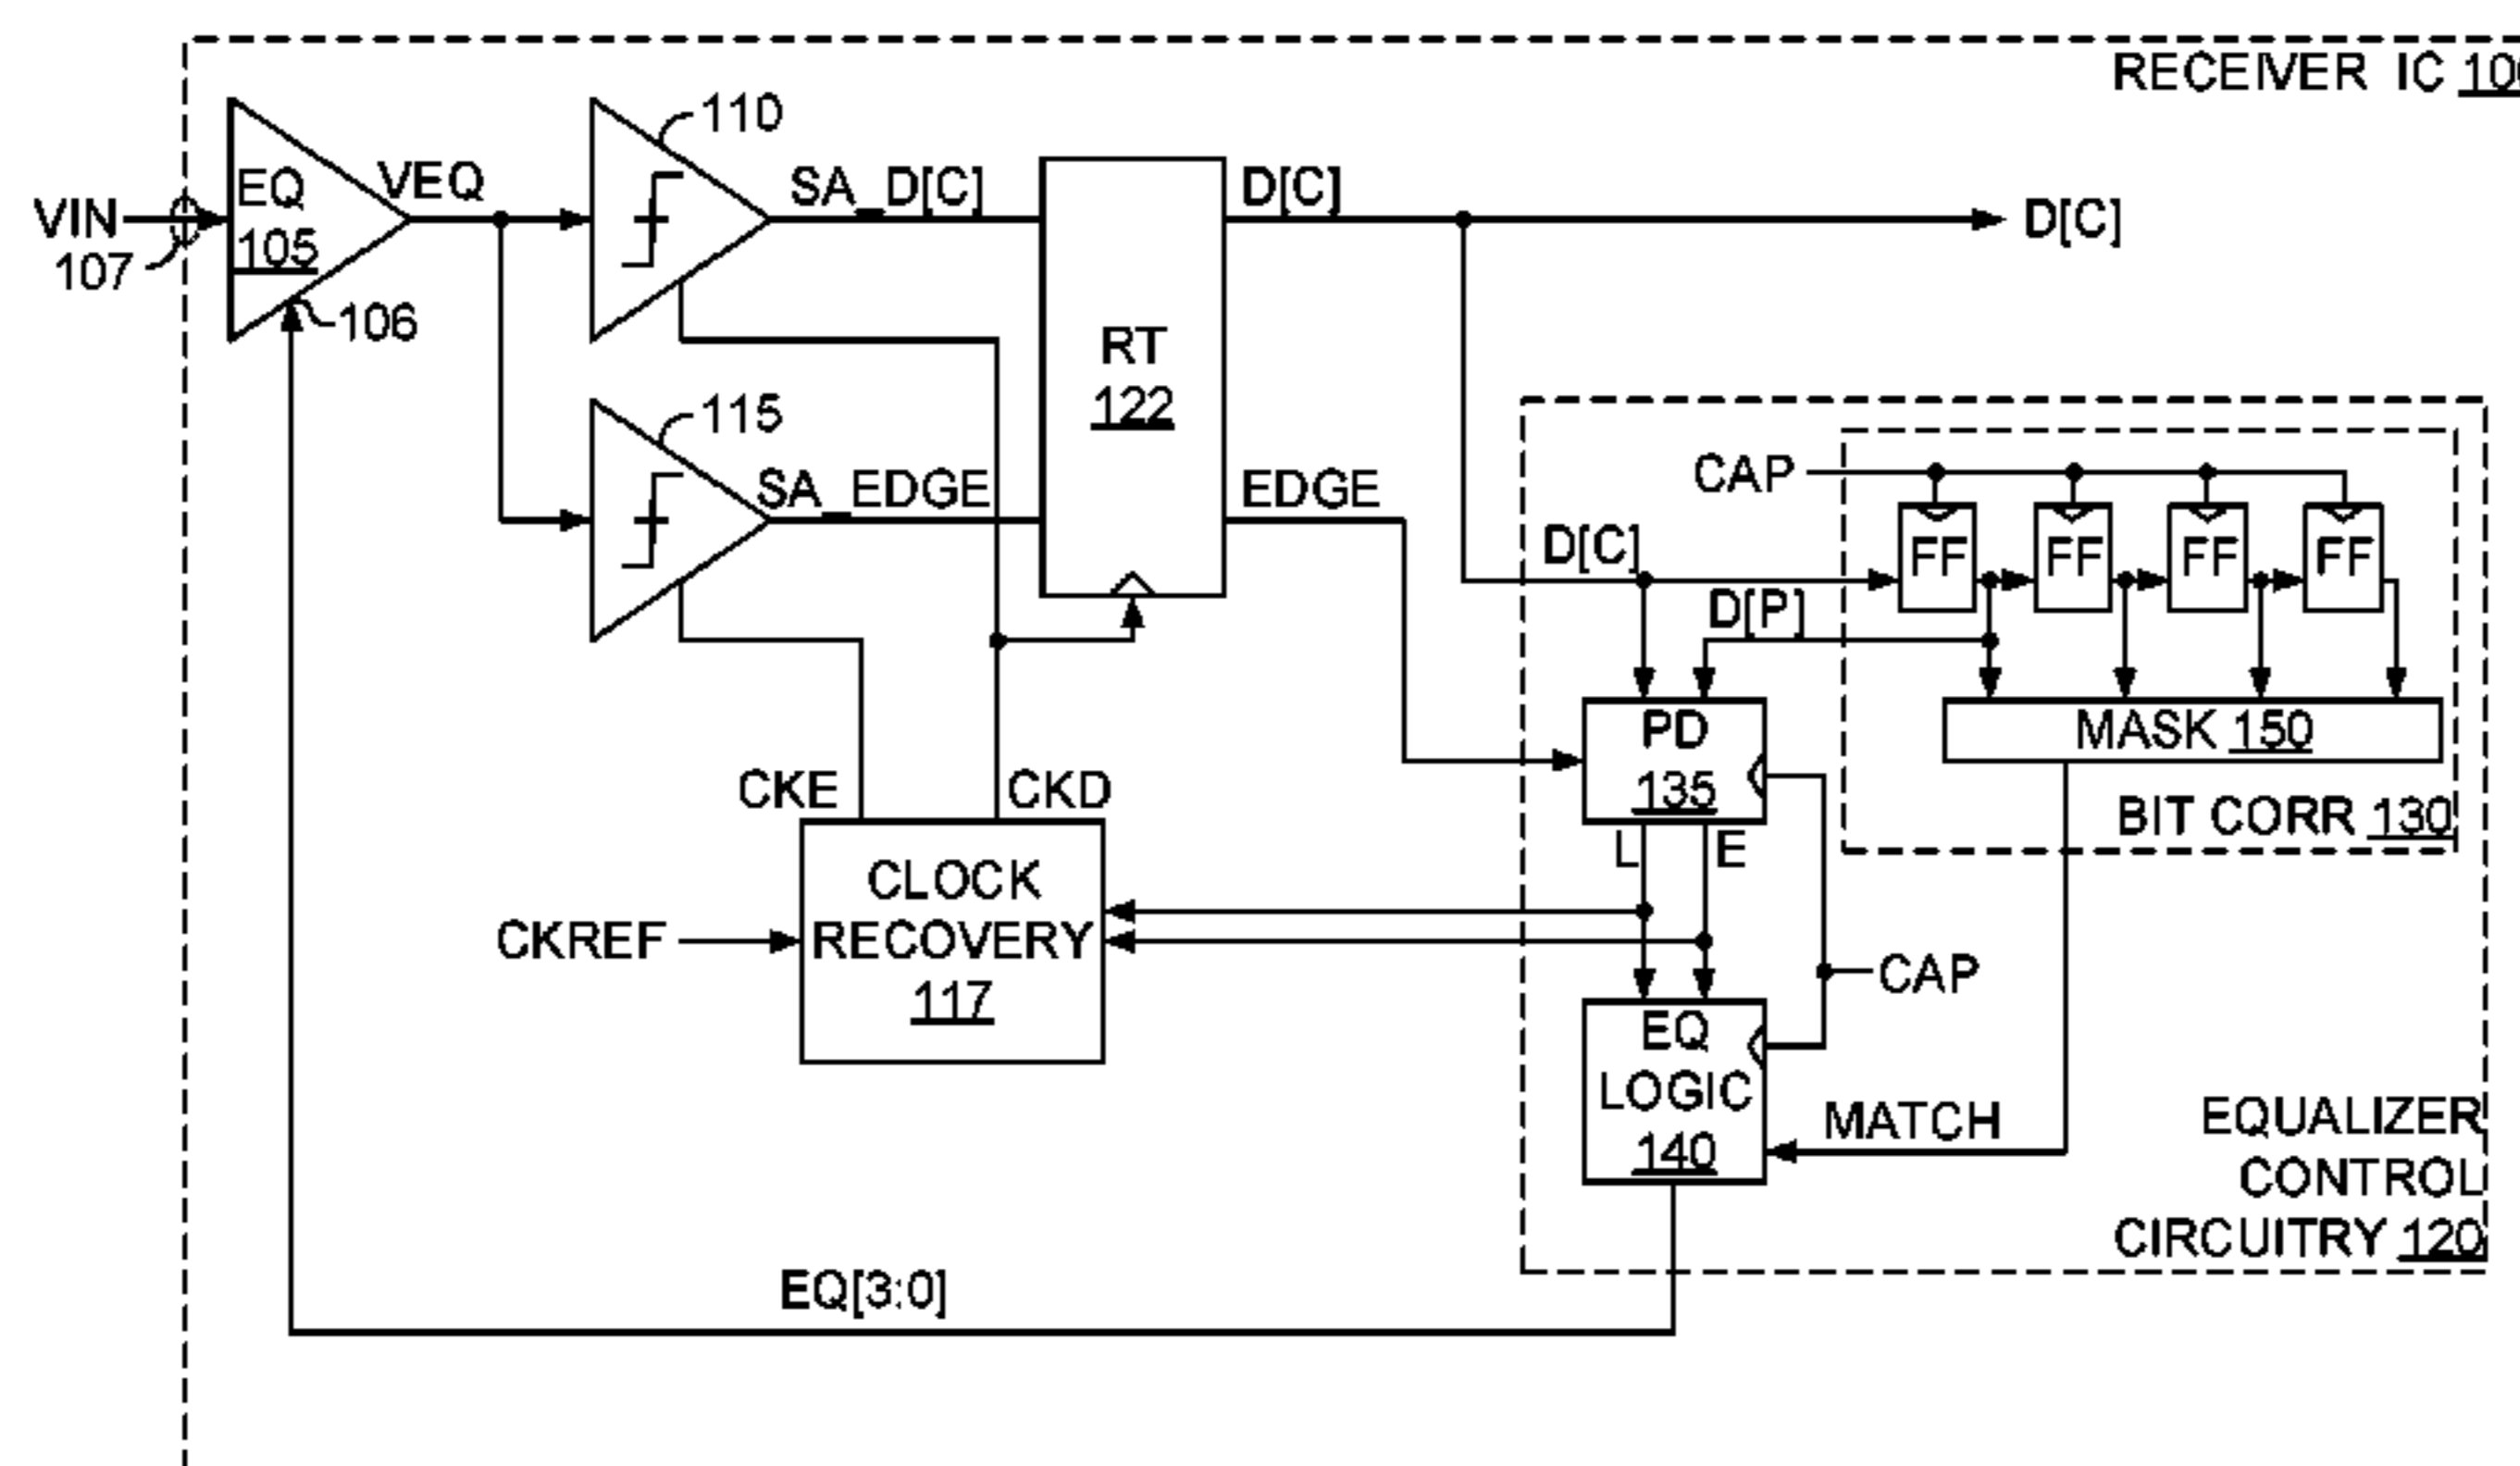 RECEIVER IC
110
EQ
105
VEQ
SA_D[C]
D[C]
VIN
107
106
D[C]
RT
122
115
SA_EDGE
EDGE
CAP
D[C]
FF FF FF FF
D[P]
PD
135
MASK 150
BIT CORR 130
CKE
CKD
L
E
CLOCK
RECOVERY
117
CKREF
CAP
EQ
LOGIC
140
MATCH
EQUALIZER
CONTROL
CIRCUITRY 120
EQ[3:0]